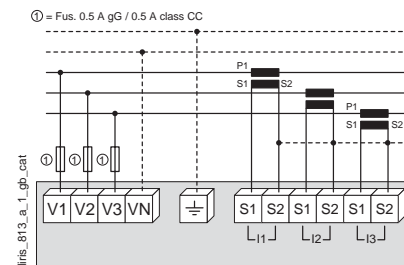 ① = Fus. 0.5 A gG / 0.5 A class CC
P1
S1 S2
P1
S1 S2
① ① ①
V1 V2 V3 VN S1 S2 S1 S2 S1 S2
I1 I2 I3
diris_813_a_1_gb_cat